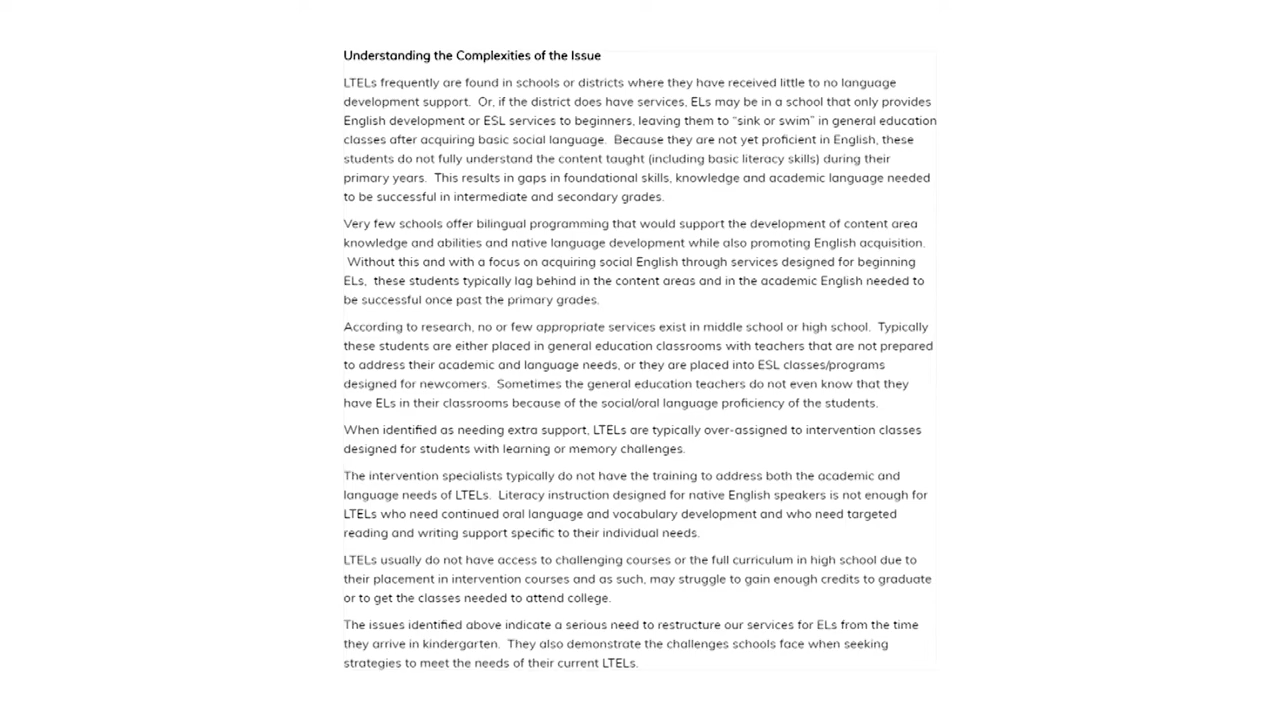 Understanding the Complexities of the Issue
LTELs frequently are found in schools or districts where they have received little to no language
development support.  Or, if the district does have services, ELs may be in a school that only provides
English development or ESL services to beginners, leaving them to “sink or swim” in general education
classes after acquiring basic social language.  Because they are not yet proficient in English, these
students do not fully understand the content taught (including basic literacy skills) during their
primary years.  This results in gaps in foundational skills, knowledge and academic language needed
to be successful in intermediate and secondary grades.
Very few schools offer bilingual programming that would support the development of content area
knowledge and abilities and native language development while also promoting English acquisition.
Without this and with a focus on acquiring social English through services designed for beginning
ELs,  these students typically lag behind in the content areas and in the academic English needed to
be successful once past the primary grades.
According to research, no or few appropriate services exist in middle school or high school.  Typically
these students are either placed in general education classrooms with teachers that are not prepared
to address their academic and language needs, or they are placed into ESL classes/programs
designed for newcomers.  Sometimes the general education teachers do not even know that they
have ELs in their classrooms because of the social/oral language proficiency of the students.
When identified as needing extra support, LTELs are typically over-assigned to intervention classes
designed for students with learning or memory challenges.
The intervention specialists typically do not have the training to address both the academic and
language needs of LTELs.  Literacy instruction designed for native English speakers is not enough for
LTELs who need continued oral language and vocabulary development and who need targeted
reading and writing support specific to their individual needs.
LTELs usually do not have access to challenging courses or the full curriculum in high school due to
their placement in intervention courses and as such, may struggle to gain enough credits to graduate
or to get the classes needed to attend college.
The issues identified above indicate a serious need to restructure our services for ELs from the time
they arrive in kindergarten.  They also demonstrate the challenges schools face when seeking
strategies to meet the needs of their current LTELs.